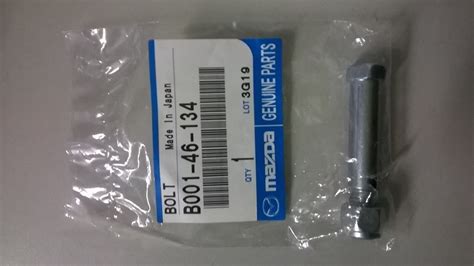 BOLT
Made In Japan
B001-46-134
LOT 3G19
QTY 1
mazda GENUINE PARTS